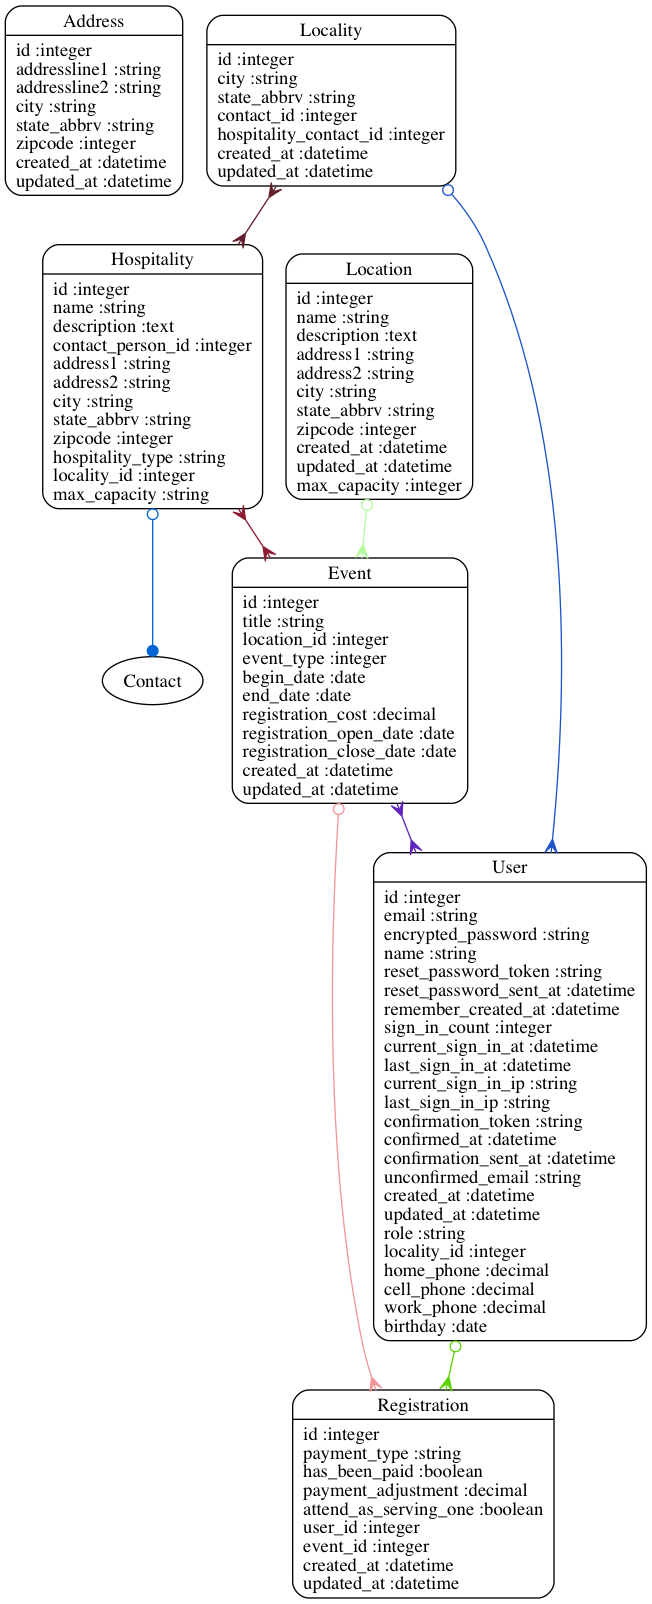 Address
id :integer
addressline1 :string
addressline2 :string
city :string
state_abbrv :string
zipcode :integer
created_at :datetime
updated_at :datetime
Locality
id :integer
city :string
state_abbrv :string
contact_id :integer
hospitality_contact_id :integer
created_at :datetime
updated_at :datetime
Hospitality
id :integer
name :string
description :text
contact_person_id :integer
address1 :string
address2 :string
city :string
state_abbrv :string
zipcode :integer
hospitality_type :string
locality_id :integer
max_capacity :string
Location
id :integer
name :string
description :text
address1 :string
address2 :string
city :string
state_abbrv :string
zipcode :integer
created_at :datetime
updated_at :datetime
max_capacity :integer
Contact
Event
id :integer
title :string
location_id :integer
event_type :integer
begin_date :date
end_date :date
registration_cost :decimal
registration_open_date :date
registration_close_date :date
created_at :datetime
updated_at :datetime
User
id :integer
email :string
encrypted_password :string
name :string
reset_password_token :string
reset_password_sent_at :datetime
remember_created_at :datetime
sign_in_count :integer
current_sign_in_at :datetime
last_sign_in_at :datetime
current_sign_in_ip :string
last_sign_in_ip :string
confirmation_token :string
confirmed_at :datetime
confirmation_sent_at :datetime
unconfirmed_email :string
created_at :datetime
updated_at :datetime
role :string
locality_id :integer
home_phone :decimal
cell_phone :decimal
work_phone :decimal
birthday :date
Registration
id :integer
payment_type :string
has_been_paid :boolean
payment_adjustment :decimal
attend_as_serving_one :boolean
user_id :integer
event_id :integer
created_at :datetime
updated_at :datetime